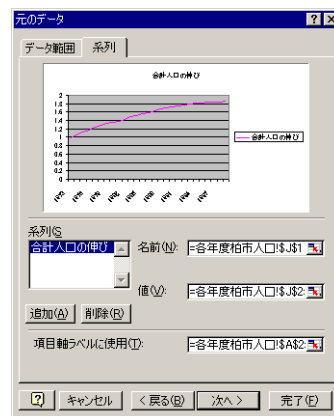 元のデータ
データ範囲 系列
合計人口の伸び
2
1.8
1.6
1.4
1.2
1
0.8
0.6
0.4
0.2
0
合計人口の伸び
系列(S)
合計人口の伸び
名前(N): =各年度柏市人口!$J$1
値(V): =各年度柏市人口!$J$2:
追加(A) 削除(R)
項目軸ラベルに使用(T): =各年度柏市人口!$A$2:
キャンセル < 戻る(B) 次へ > 完了(F)